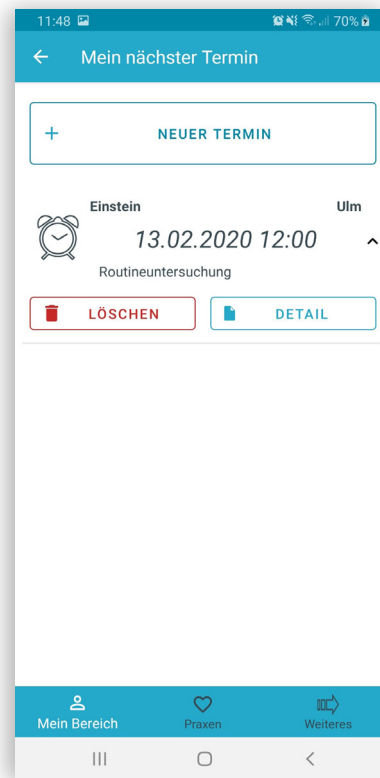 11:48 70%
Mein nächster Termin
+ NEUER TERMIN
Einstein Ulm
13.02.2020 12:00
Routineuntersuchung
LÖSCHEN DETAIL
Mein Bereich Praxen Weiteres